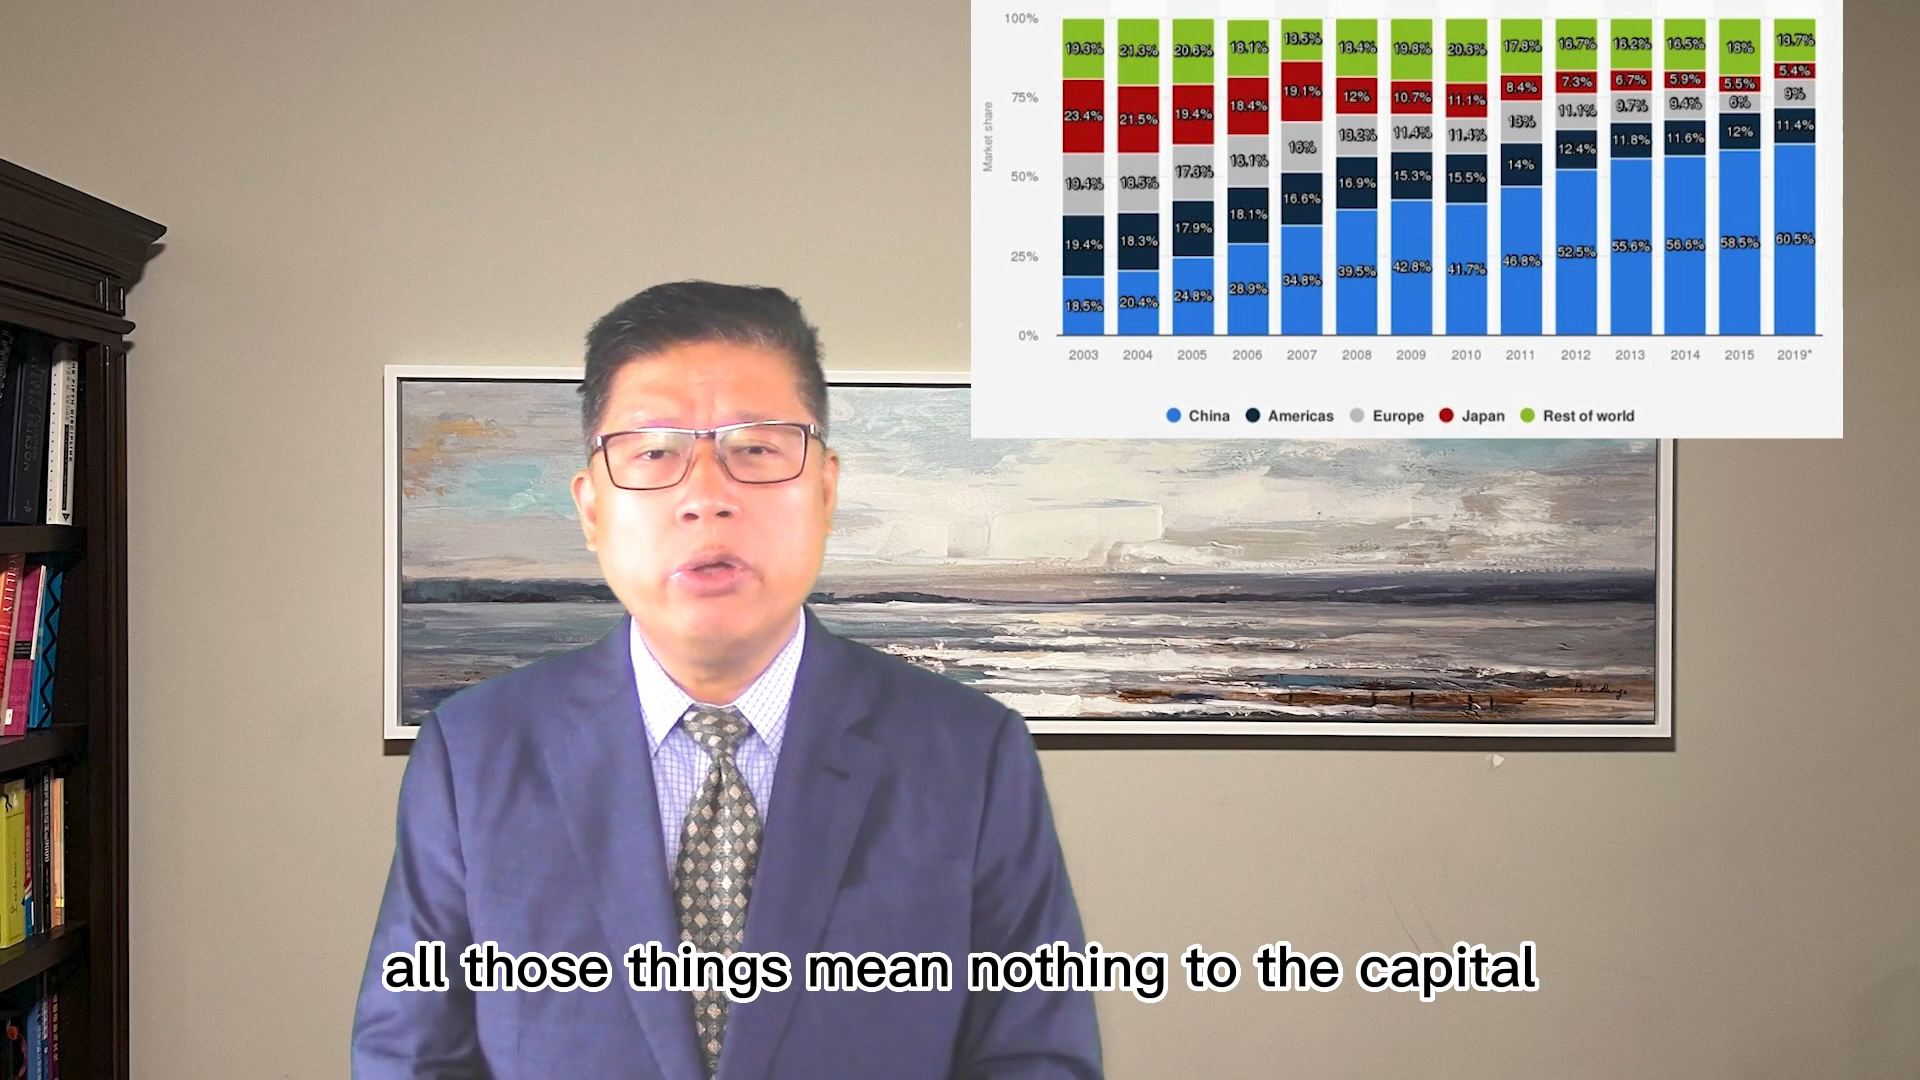 100%
19.3% 21.3% 20.6% 18.1% 13.5% 18.4% 19.8% 20.3% 17.8% 16.7% 16.2% 16.5% 18% 13.7%
75%
23.4% 21.5% 19.4% 18.4% 19.1% 12% 10.7% 11.1% 8.4% 7.3% 6.7% 5.9% 5.5% 5.4%
Market share
19.4% 18.5% 17.3% 16.1% 16% 13.2% 11.4% 11.4% 13% 11.1% 9.7% 9.4% 6% 9%
50%
19.4% 18.3% 17.9% 18.1% 16.6% 16.9% 15.3% 15.5% 14% 12.4% 11.8% 11.6% 12% 11.4%
25%
18.5% 20.4% 24.8% 28.9% 34.8% 39.5% 42.8% 41.7% 46.8% 52.5% 55.6% 56.6% 58.5% 60.5%
0%
2003 2004 2005 2006 2007 2008 2009 2010 2011 2012 2013 2014 2015 2019*
China Americas Europe Japan Rest of world
THE FIFTH DISCIPLINE
all those things mean nothing to the capital